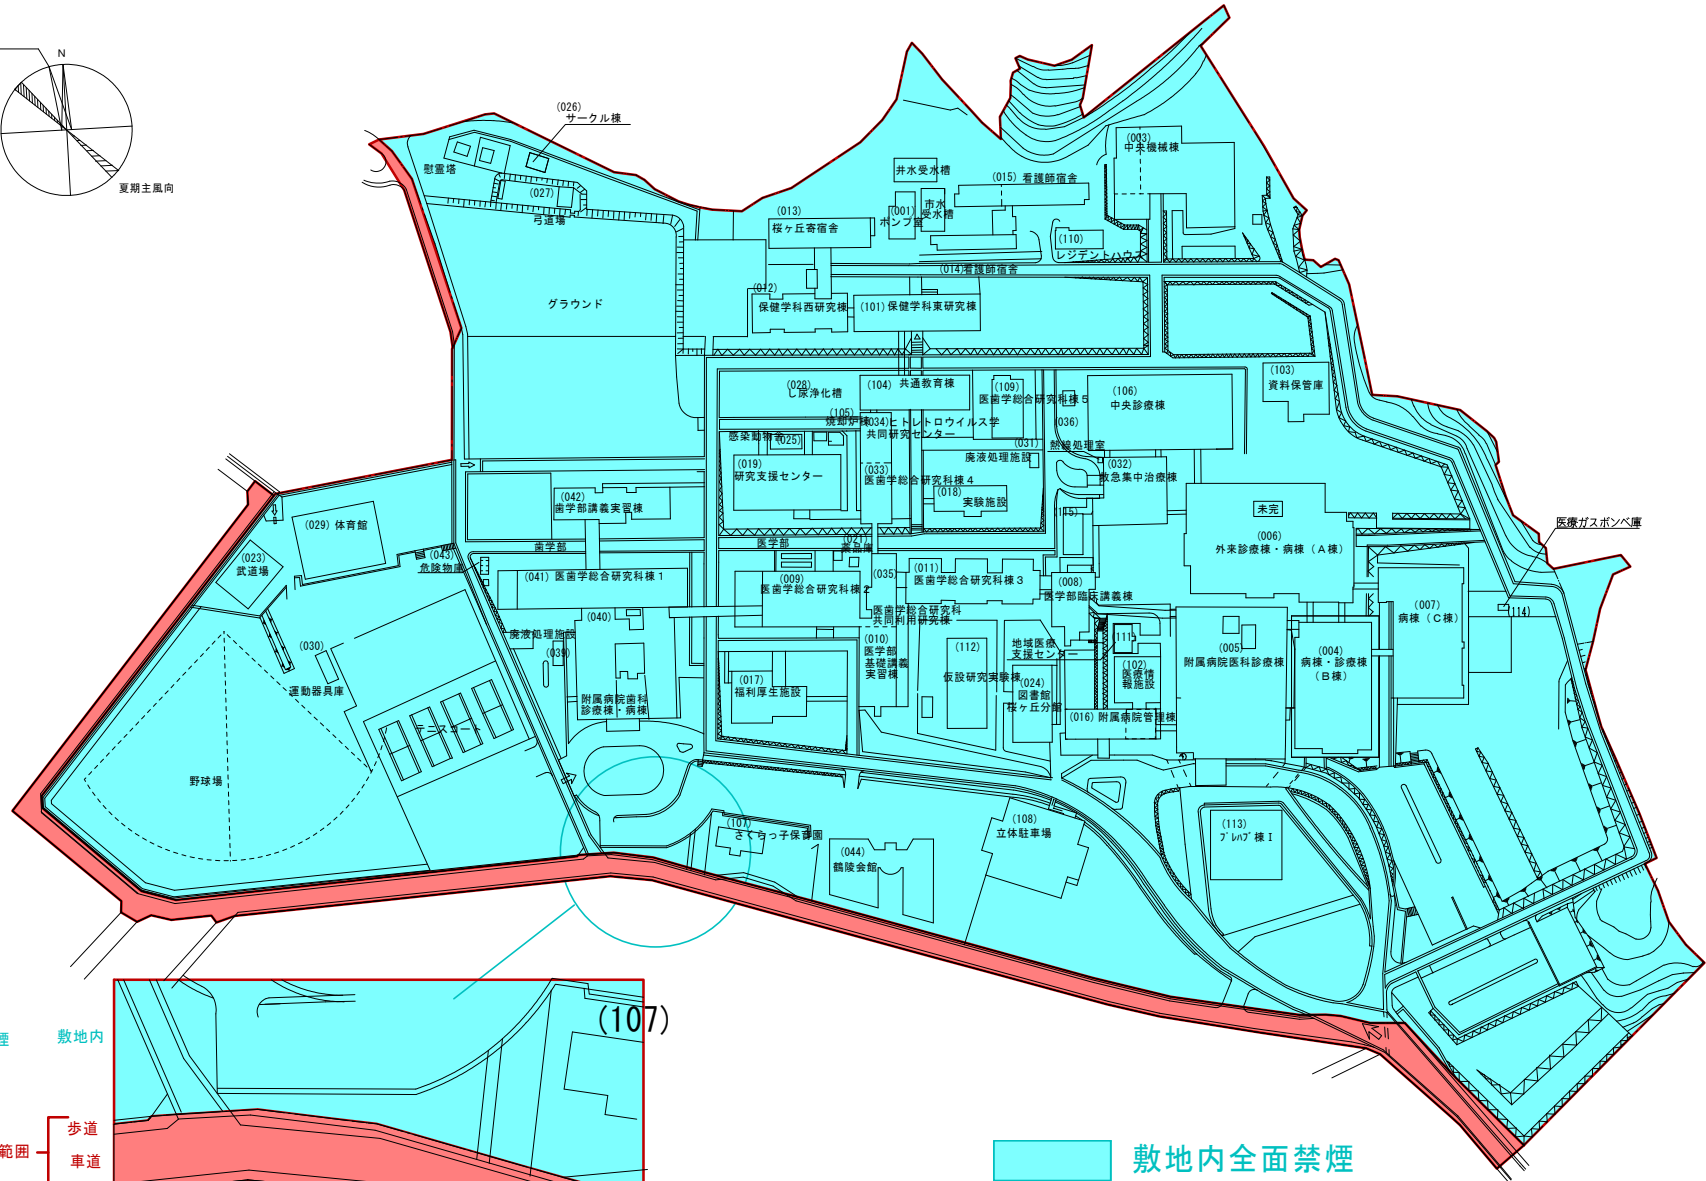 N
夏期主風向
(026)
サークル棟
慰霊塔
(027)
弓道場
グラウンド
(003)
中央機械棟
井水受水槽
(015) 看護師宿舎
(013)
桜ヶ丘寄宿舎
(001)
ポンプ室
市水
受水槽
(110)
レジデントハウス
(014)看護師宿舎
(012)
保健学科西研究棟
(101) 保健学科東研究棟
(103)
資料保管庫
(028)
し尿浄化槽
(104) 共通教育棟
(109)
医歯学総合研究科棟5
(106)
中央診療棟
(105)
焼却炉棟
(034)ヒトレトロウイルス学
共同研究センター
(036)
感染動物舎
(025)
(031)
熱線処理室
廃液処理施設
(019)
研究支援センター
(033)
医歯学総合研究科棟4
(032)
救急集中治療棟
(018)
実験施設
(042)
歯学部講義実習棟
(115)
未完
(006)
外来診療棟・病棟(A棟)
医療ガスボンベ庫
(029) 体育館
(023)
武道場
(043)
危険物庫
歯学部
医学部
(021)
薬品庫
(041) 医歯学総合研究科棟1
(009)
医歯学総合研究科棟2
(035)
(011)
医歯学総合研究科棟3
(008)
医学部臨床講義棟
(007)
病棟(C棟)
(114)
(040)
医歯学総合研究科
共同利用研究棟
廃液処理施設
(039)
(030)
運動器具庫
(010)
医学部
基礎講義
実習棟
(112)
仮設研究実験棟
地域医療
支援センター
(111)
(102)
医療情
報施設
(005)
附属病院医科診療棟
(004)
病棟・診療棟
(B棟)
(017)
福利厚生施設
(024)
図書館
桜ヶ丘分館
附属病院歯科
診療棟・病棟
(016) 附属病院管理棟
テニスコート
野球場
(107)
さくらっ子保育園
(044)
鶴陵会館
(108)
立体駐車場
(113)
プレハブ棟Ⅰ
(107)
煙
敷地内
歩道
範囲
車道
敷地内全面禁煙